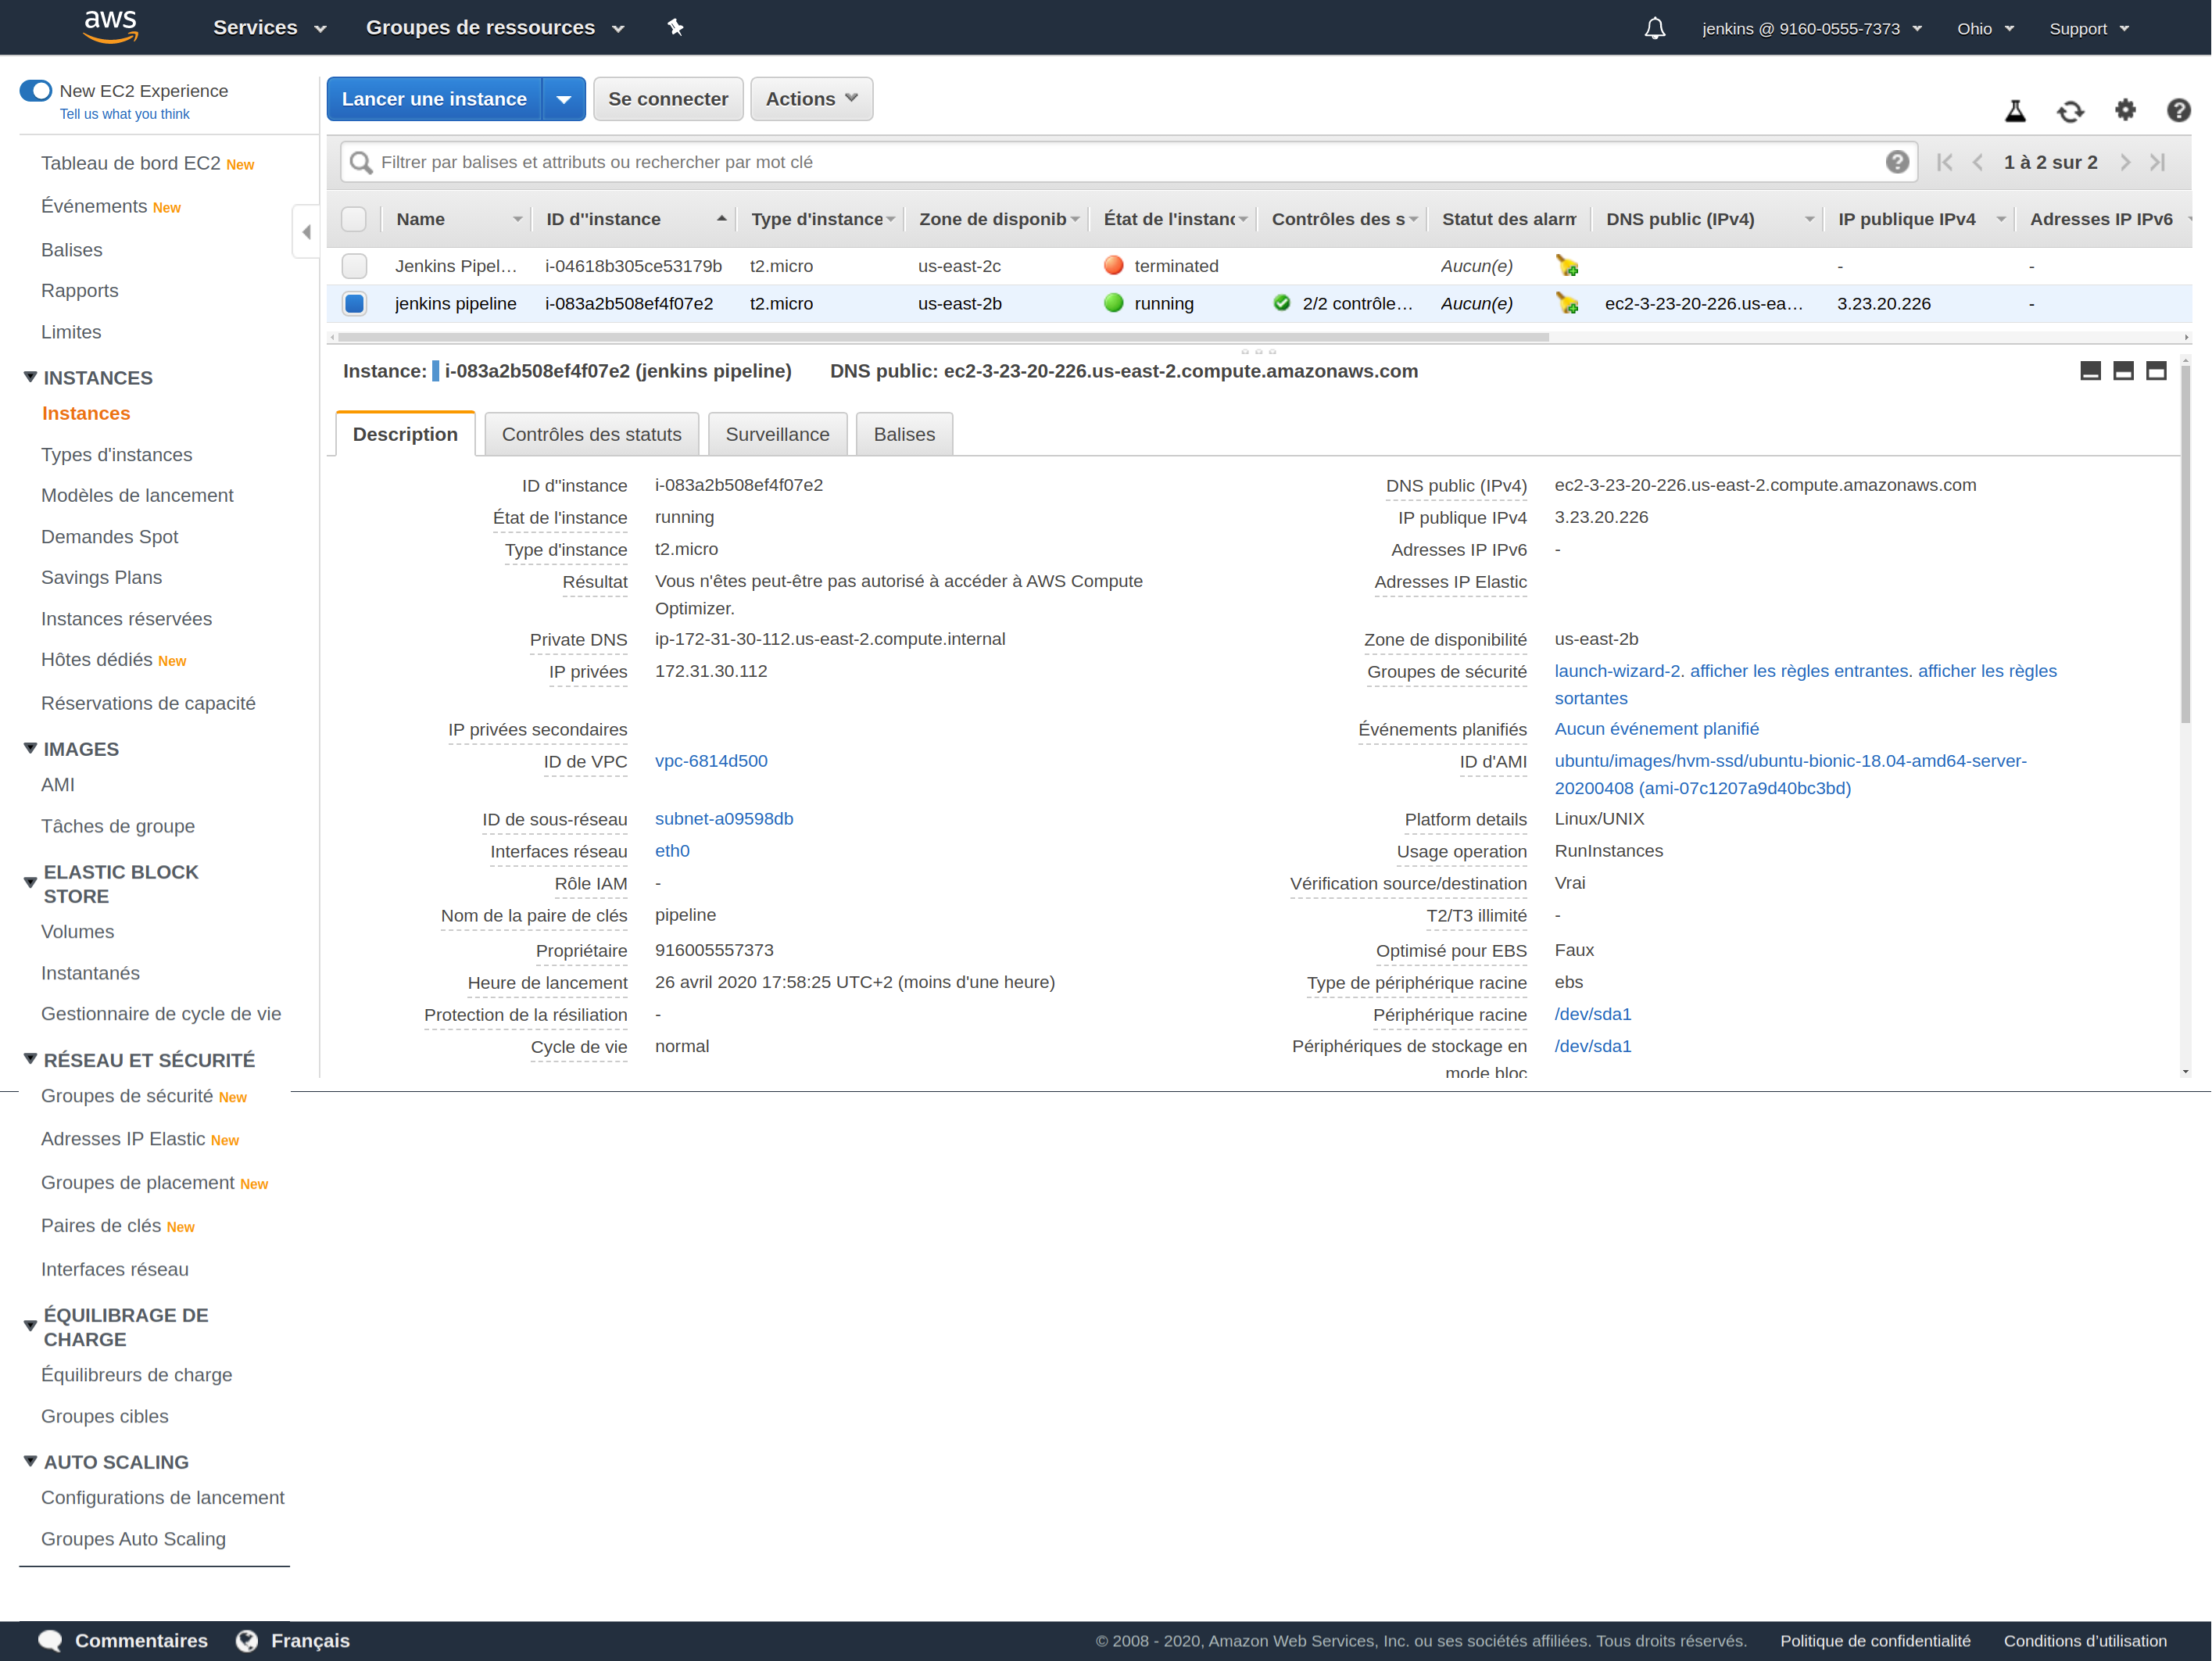 aws Services Groupes de ressources jenkins @ 9160-0555-7373 Ohio Support
New EC2 Experience
Tell us what you think
Tableau de bord EC2 New
Événements New
Balises
Rapports
Limites
INSTANCES
Instances
Types d'instances
Modèles de lancement
Demandes Spot
Savings Plans
Instances réservées
Hôtes dédiés New
Réservations de capacité
IMAGES
AMI
Tâches de groupe
ELASTIC BLOCK
STORE
Volumes
Instantanés
Gestionnaire de cycle de vie
RÉSEAU ET SÉCURITÉ
Groupes de sécurité New
Adresses IP Elastic New
Groupes de placement New
Paires de clés New
Interfaces réseau
ÉQUILIBRAGE DE
CHARGE
Équilibreurs de charge
Groupes cibles
AUTO SCALING
Configurations de lancement
Groupes Auto Scaling
Lancer une instance Se connecter Actions
Filtrer par balises et attributs ou rechercher par mot clé 1 à 2 sur 2
Name ID d''instance Type d'instance Zone de disponib État de l'instanc Contrôles des s Statut des alarm DNS public (IPv4) IP publique IPv4 Adresses IP IPv6
Jenkins Pipel… i-04618b305ce53179b t2.micro us-east-2c terminated Aucun(e) - -
jenkins pipeline i-083a2b508ef4f07e2 t2.micro us-east-2b running 2/2 contrôle… Aucun(e) ec2-3-23-20-226.us-ea… 3.23.20.226 -
Instance: i-083a2b508ef4f07e2 (jenkins pipeline) DNS public: ec2-3-23-20-226.us-east-2.compute.amazonaws.com
Description Contrôles des statuts Surveillance Balises
ID d''instance i-083a2b508ef4f07e2 DNS public (IPv4) ec2-3-23-20-226.us-east-2.compute.amazonaws.com
État de l'instance running IP publique IPv4 3.23.20.226
Type d'instance t2.micro Adresses IP IPv6 -
Résultat Vous n'êtes peut-être pas autorisé à accéder à AWS Compute Adresses IP Elastic
Optimizer.
Private DNS ip-172-31-30-112.us-east-2.compute.internal Zone de disponibilité us-east-2b
IP privées 172.31.30.112 Groupes de sécurité launch-wizard-2. afficher les règles entrantes. afficher les règles
sortantes
IP privées secondaires Événements planifiés Aucun événement planifié
ID de VPC vpc-6814d500 ID d'AMI ubuntu/images/hvm-ssd/ubuntu-bionic-18.04-amd64-server-
20200408 (ami-07c1207a9d40bc3bd)
ID de sous-réseau subnet-a09598db Platform details Linux/UNIX
Interfaces réseau eth0 Usage operation RunInstances
Rôle IAM - Vérification source/destination Vrai
Nom de la paire de clés pipeline T2/T3 illimité -
Propriétaire 916005557373 Optimisé pour EBS Faux
Heure de lancement 26 avril 2020 17:58:25 UTC+2 (moins d'une heure) Type de périphérique racine ebs
Protection de la résiliation - Périphérique racine /dev/sda1
Cycle de vie normal Périphériques de stockage en /dev/sda1
mode bloc
Commentaires Français © 2008 - 2020, Amazon Web Services, Inc. ou ses sociétés affiliées. Tous droits réservés. Politique de confidentialité Conditions d'utilisation